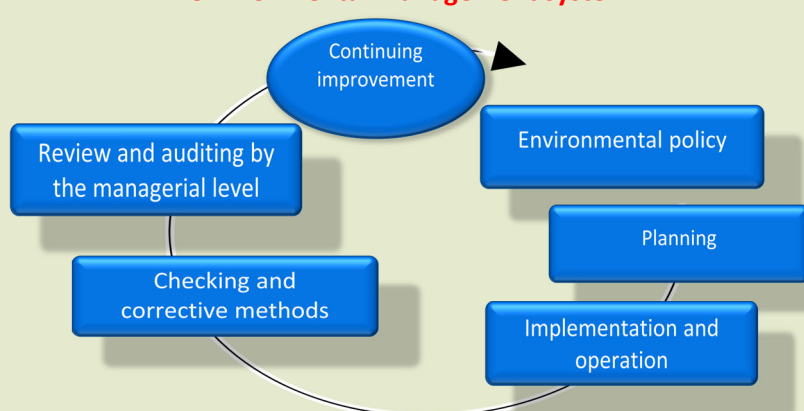 Continuing
improvement
Environmental policy
Review and auditing by
the managerial level
Planning
Checking and
corrective methods
Implementation and
operation